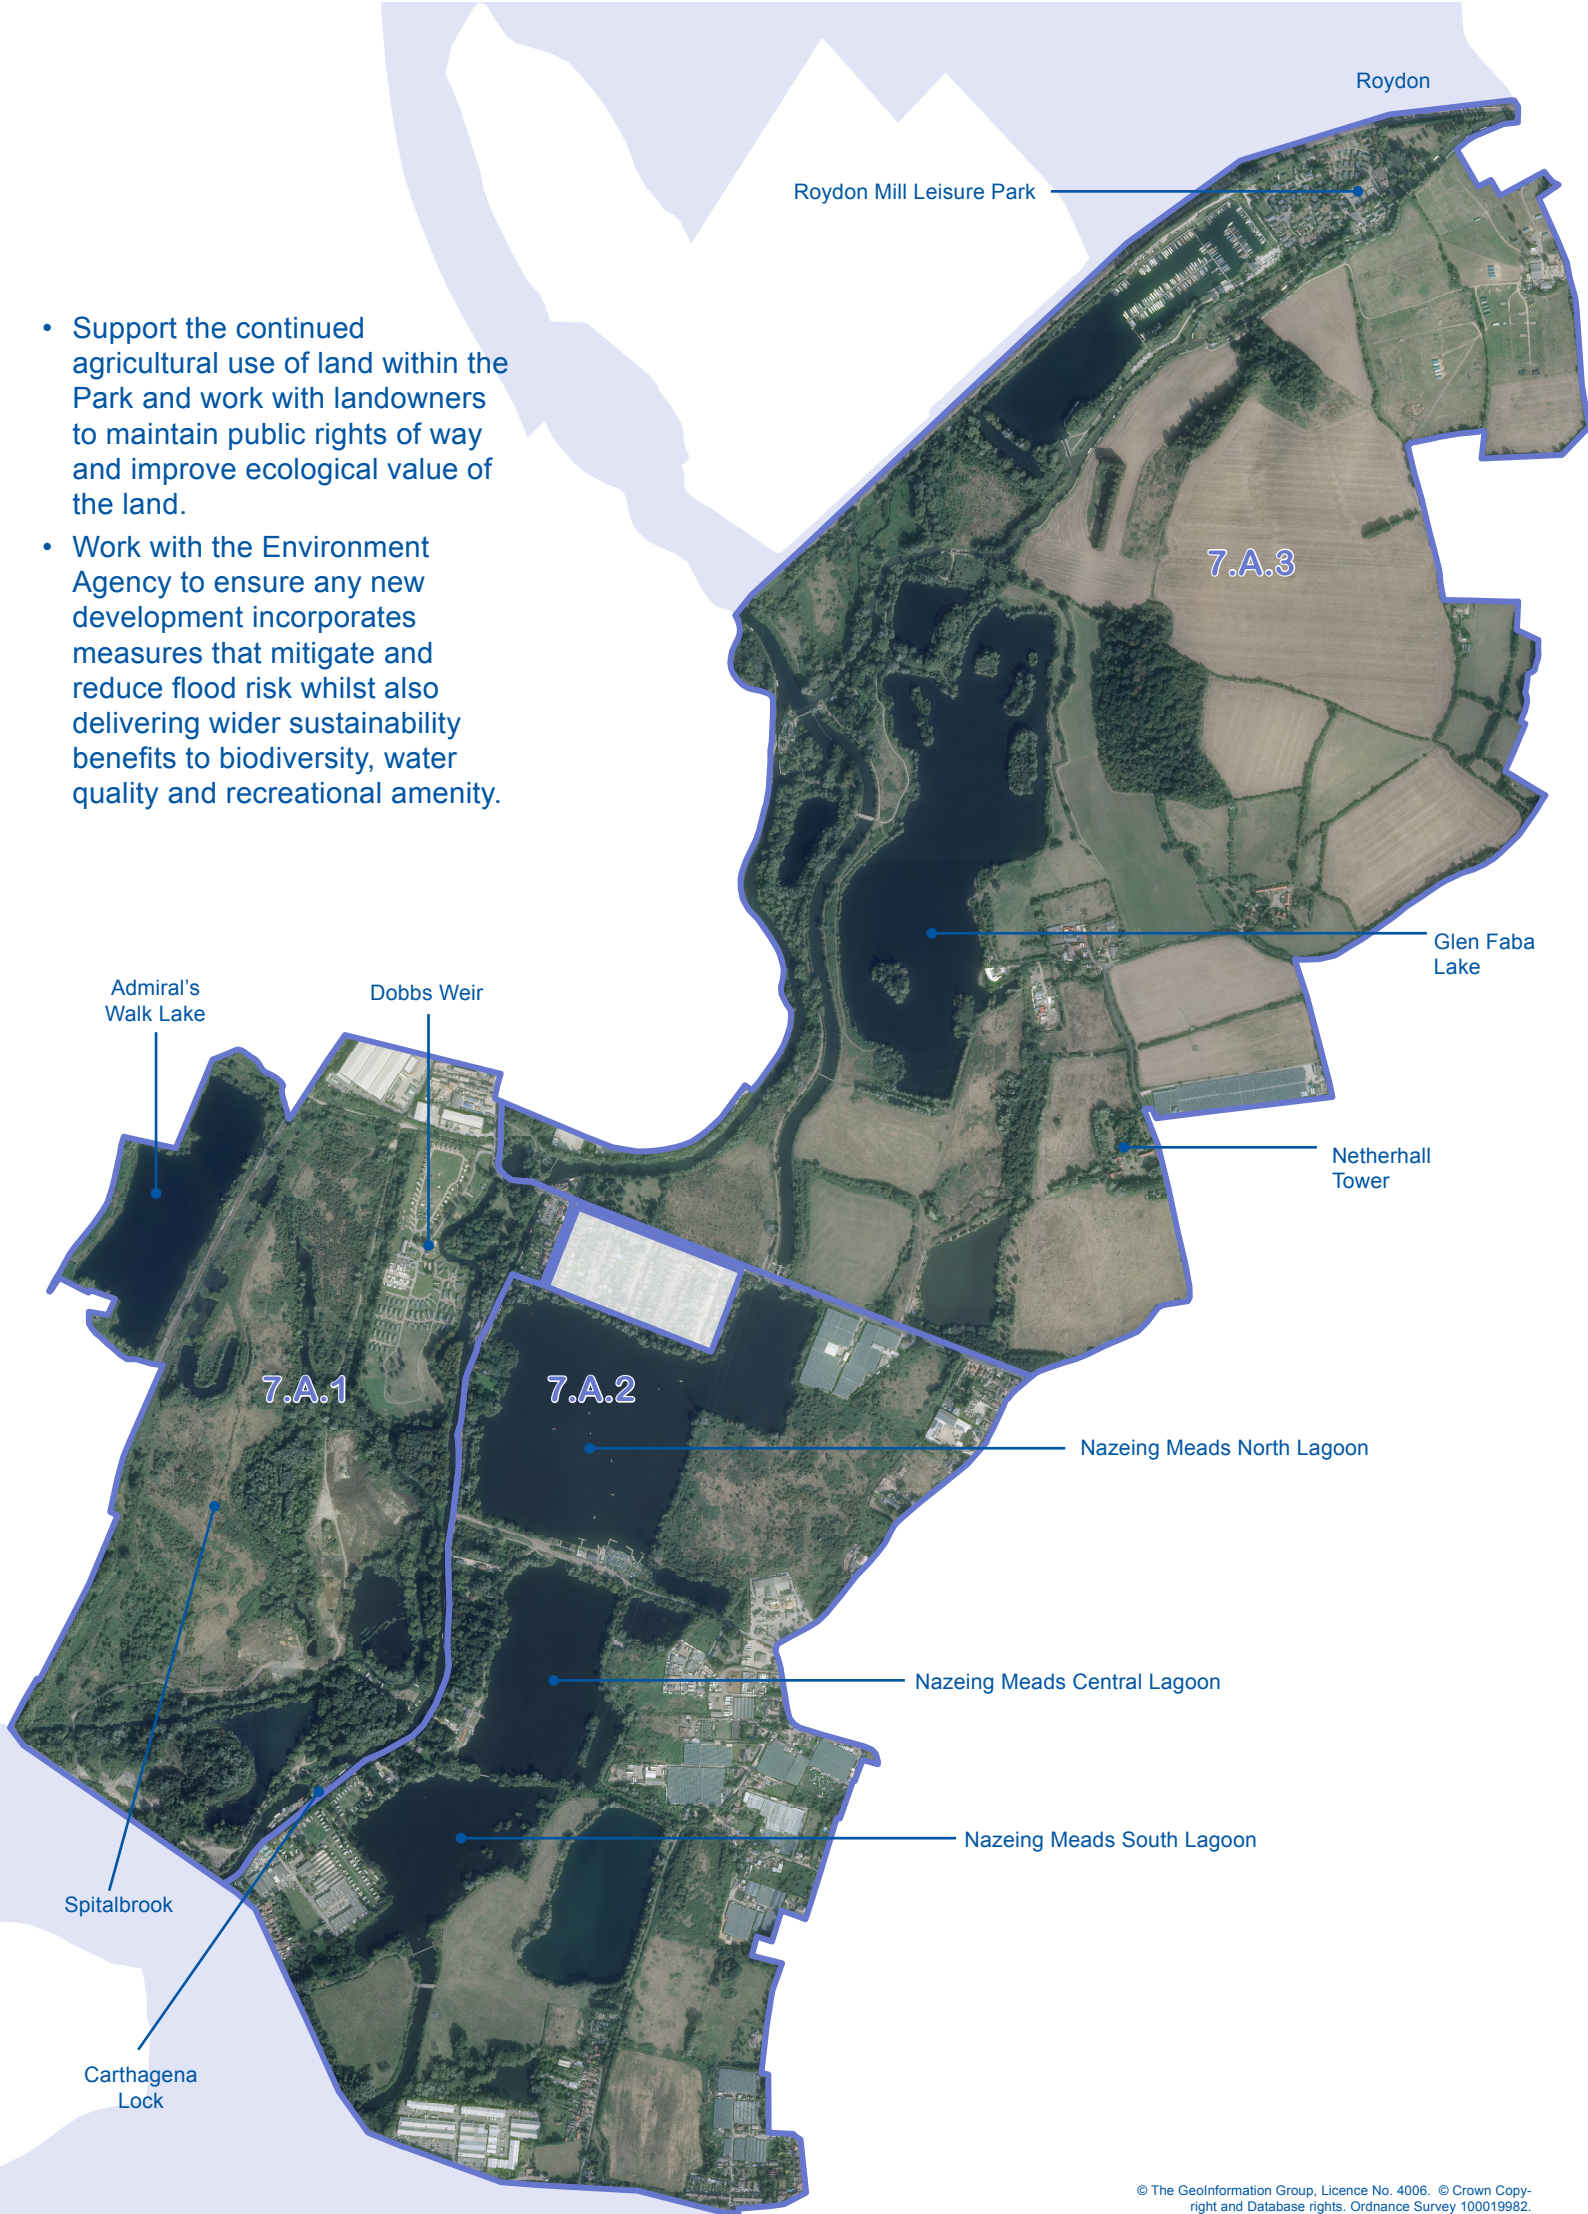 Roydon
Roydon Mill Leisure Park
• Support the continued
agricultural use of land within the
Park and work with landowners
to maintain public rights of way
and improve ecological value of
the land.
• Work with the Environment
Agency to ensure any new
development incorporates
measures that mitigate and
reduce flood risk whilst also
delivering wider sustainability
benefits to biodiversity, water
quality and recreational amenity.
7.A.3
Glen Faba
Lake
Admiral’s
Walk Lake
Dobbs Weir
Netherhall
Tower
7.A.1
7.A.2
Nazeing Meads North Lagoon
Nazeing Meads Central Lagoon
Nazeing Meads South Lagoon
Spitalbrook
Carthagena
Lock
© The GeoInformation Group, Licence No. 4006. © Crown Copy-
right and Database rights. Ordnance Survey 100019982.